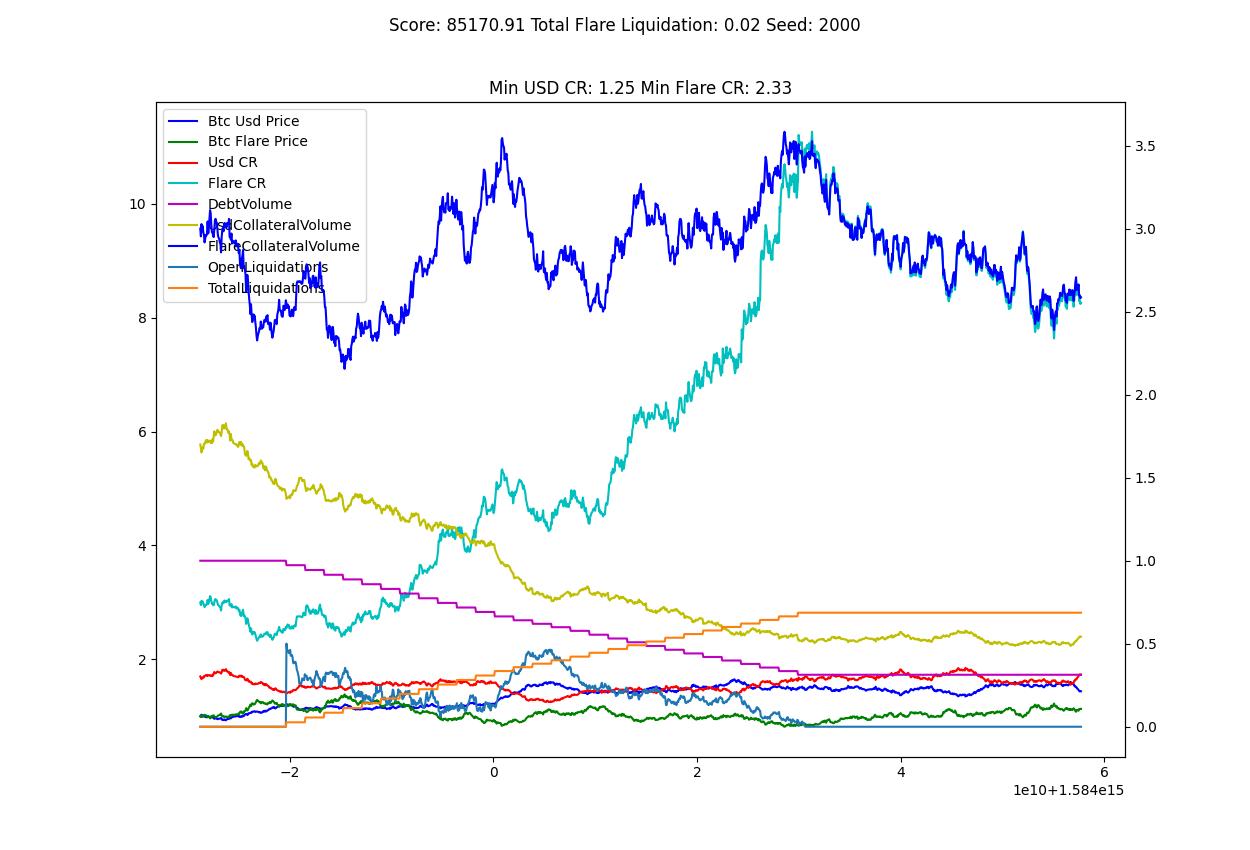 Score: 85170.91 Total Flare Liquidation: 0.02 Seed: 2000
Min USD CR: 1.25 Min Flare CR: 2.33
Btc Usd Price
Btc Flare Price
Usd CR
Flare CR
DebtVolume
UsdCollateralVolume
FlareCollateralVolume
OpenLiquidations
TotalLiquidations
10
8
6
4
2
3.5
3.0
2.5
2.0
1.5
1.0
0.5
0.0
−2
0
2
4
6
1e10+1.584e15